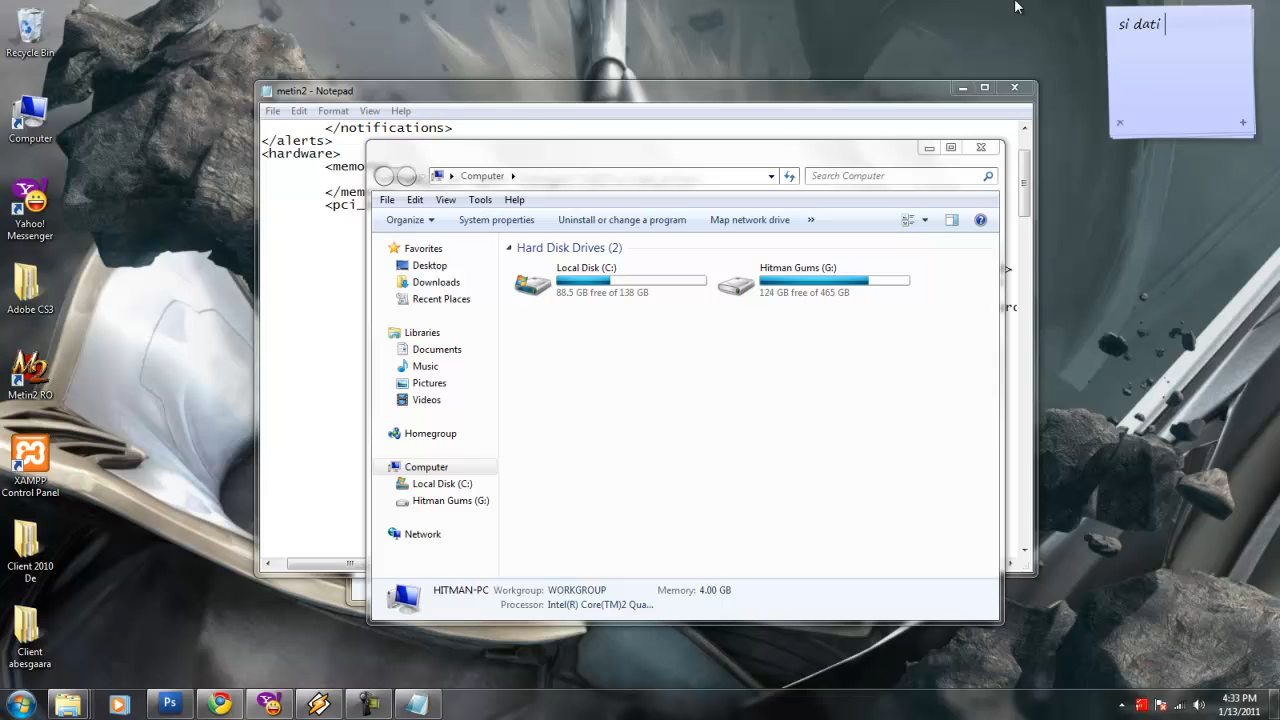 Recycle Bin
Computer
Yahoo!
Messenger
Adobe CS3
Metin2 RO
XAMPP
Control Panel
Client 2010
De
Client
abesgaara
metin2 - Notepad
File Edit Format View Help
</notifications>
</alerts>
<hardware>
<memo
</mem
<pci_
Computer
Search Computer
File Edit View Tools Help
Organize System properties Uninstall or change a program Map network drive »
Favorites
Desktop
Downloads
Recent Places
Libraries
Documents
Music
Pictures
Videos
Homegroup
Computer
Local Disk (C:)
Hitman Gums (G:)
Network
Hard Disk Drives (2)
Local Disk (C:)
88.5 GB free of 138 GB
Hitman Gums (G:)
124 GB free of 465 GB
HITMAN-PC Workgroup: WORKGROUP Memory: 4.00 GB
Processor: Intel(R) Core(TM)2 Qua...
si dati
Ps
4:33 PM
1/13/2011